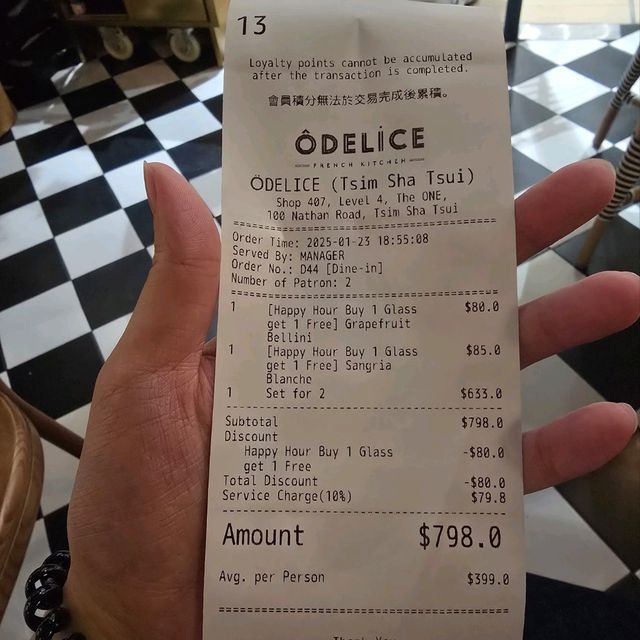 13
Loyalty points cannot be accumulated
after the transaction is completed.
會員積分無法於交易完成後累積。
ÔDELICE
FRENCH KITCHEN
ÖDELICE (Tsim Sha Tsui)
Shop 407, Level 4, The ONE,
100 Nathan Road, Tsim Sha Tsui
Order Time: 2025-01-23 18:55:08
Served By: MANAGER
Order No.: D44 [Dine-in]
Number of Patron: 2
1 [Happy Hour Buy 1 Glass $80.0
get 1 Free] Grapefruit
Bellini
1 [Happy Hour Buy 1 Glass $85.0
get 1 Free] Sangria
Blanche
1 Set for 2 $633.0
Subtotal $798.0
Discount
Happy Hour Buy 1 Glass -$80.0
get 1 Free
Total Discount -$80.0
Service Charge(10%) $79.8
Amount $798.0
Avg. per Person $399.0